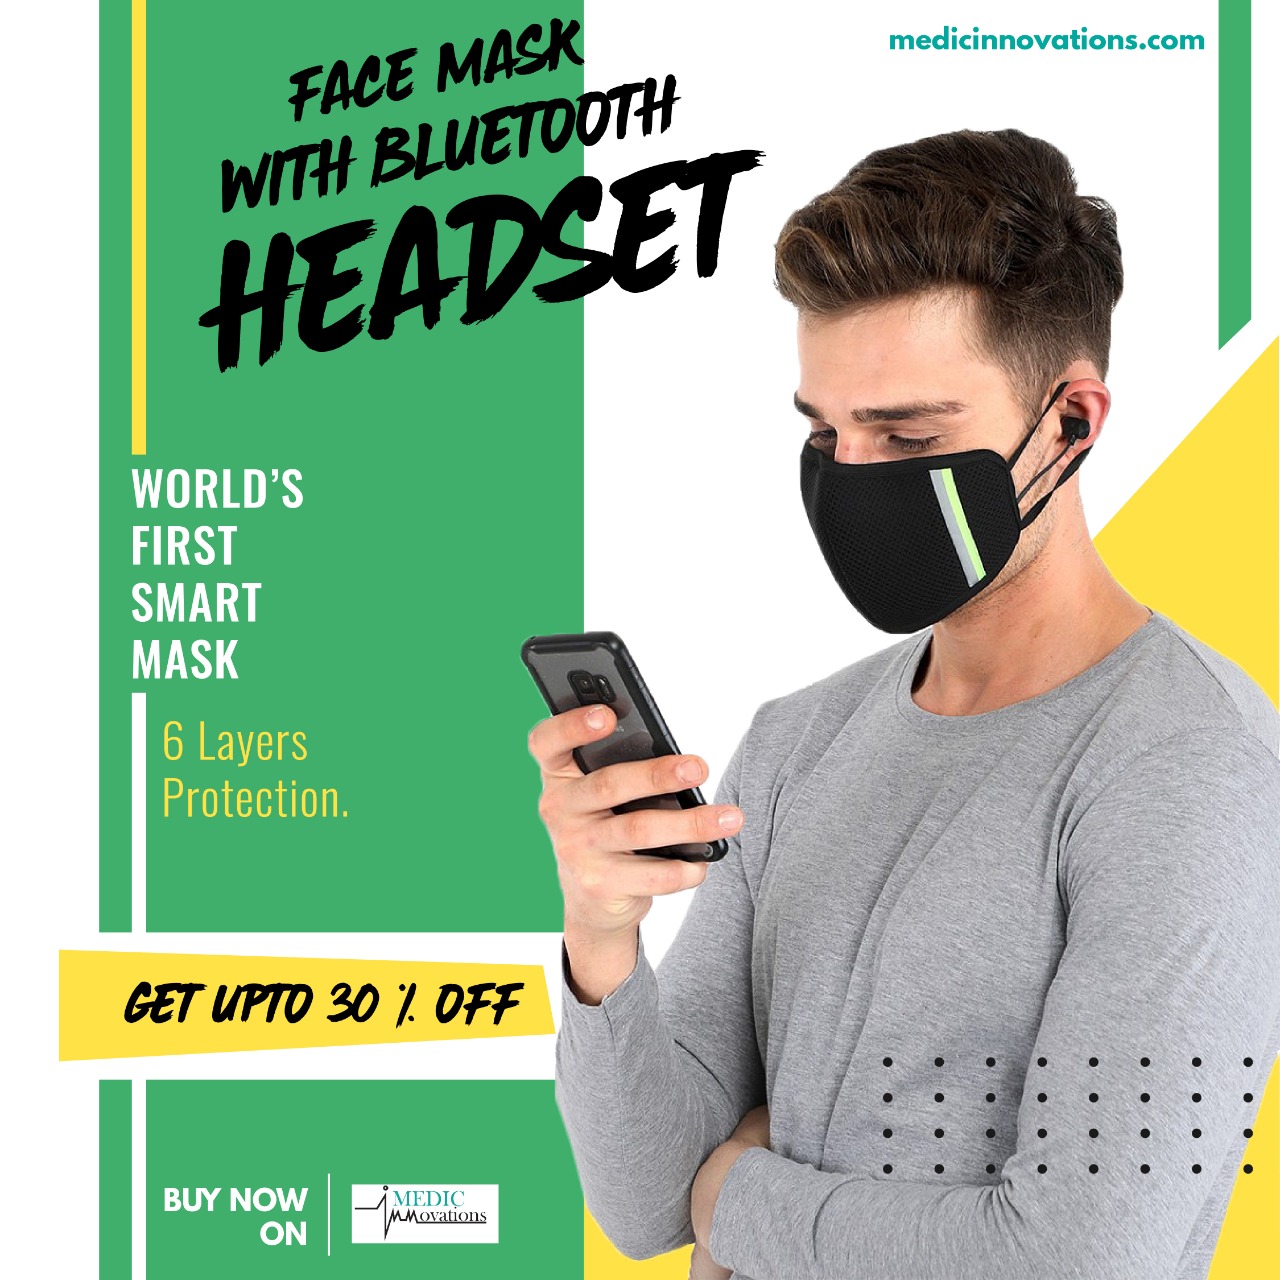 medicinnovations.com
FACE MASK
WITH BLUETOOTH
HEADSET
WORLD'S
FIRST
SMART
MASK
6 Layers
Protection.
GET UPTO 30 % OFF
BUY NOW
ON
MEDIC
iNNovations